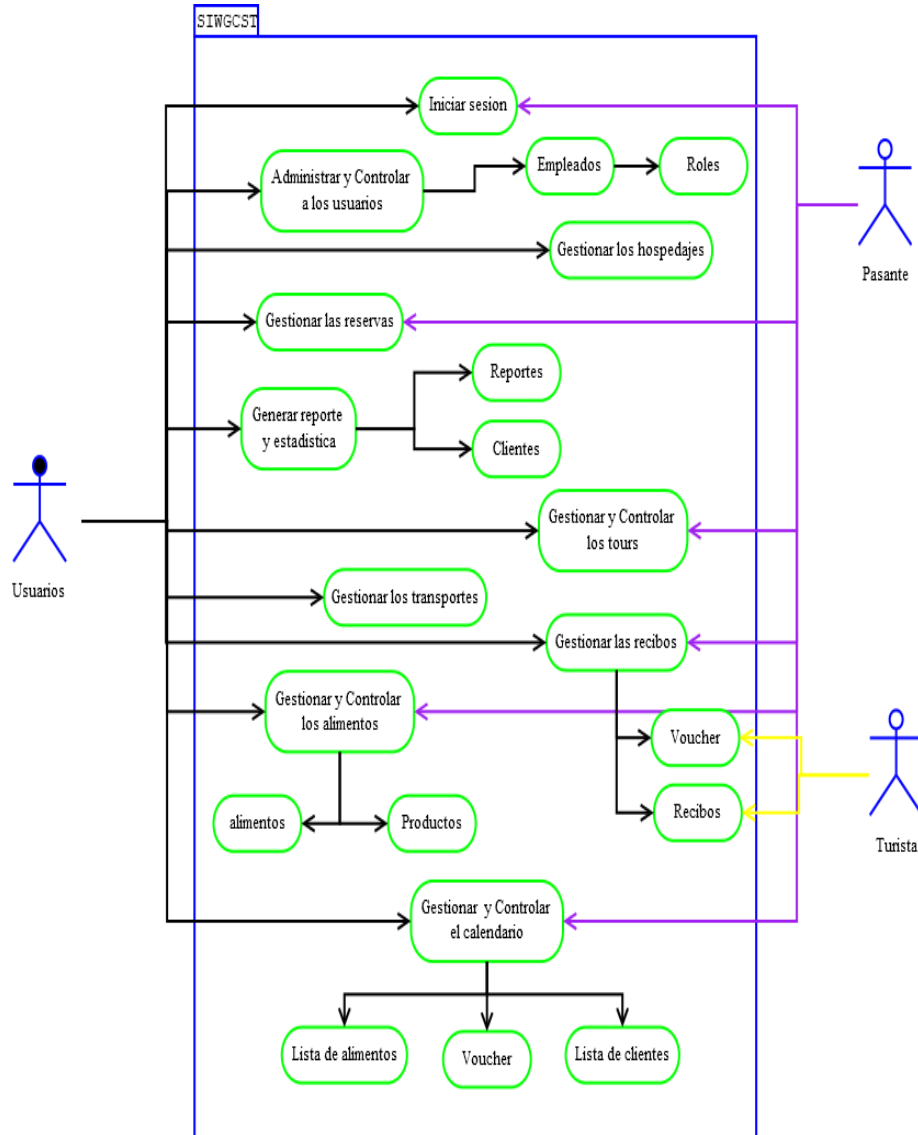 SIWGCST
Iniciar sesion
Administrar y Controlar
a los usuarios
Empleados
Roles
Pasante
Gestionar los hospedajes
Gestionar las reservas
Reportes
Generar reporte
y estadística
Clientes
Usuarios
Gestionar y Controlar
los tours
Gestionar los transportes
Gestionar las recibos
Gestionar y Controlar
los alimentos
Voucher
alimentos
Productos
Recibos
Turista
Gestionar y Controlar
el calendario
Lista de alimentos
Voucher
Lista de clientes